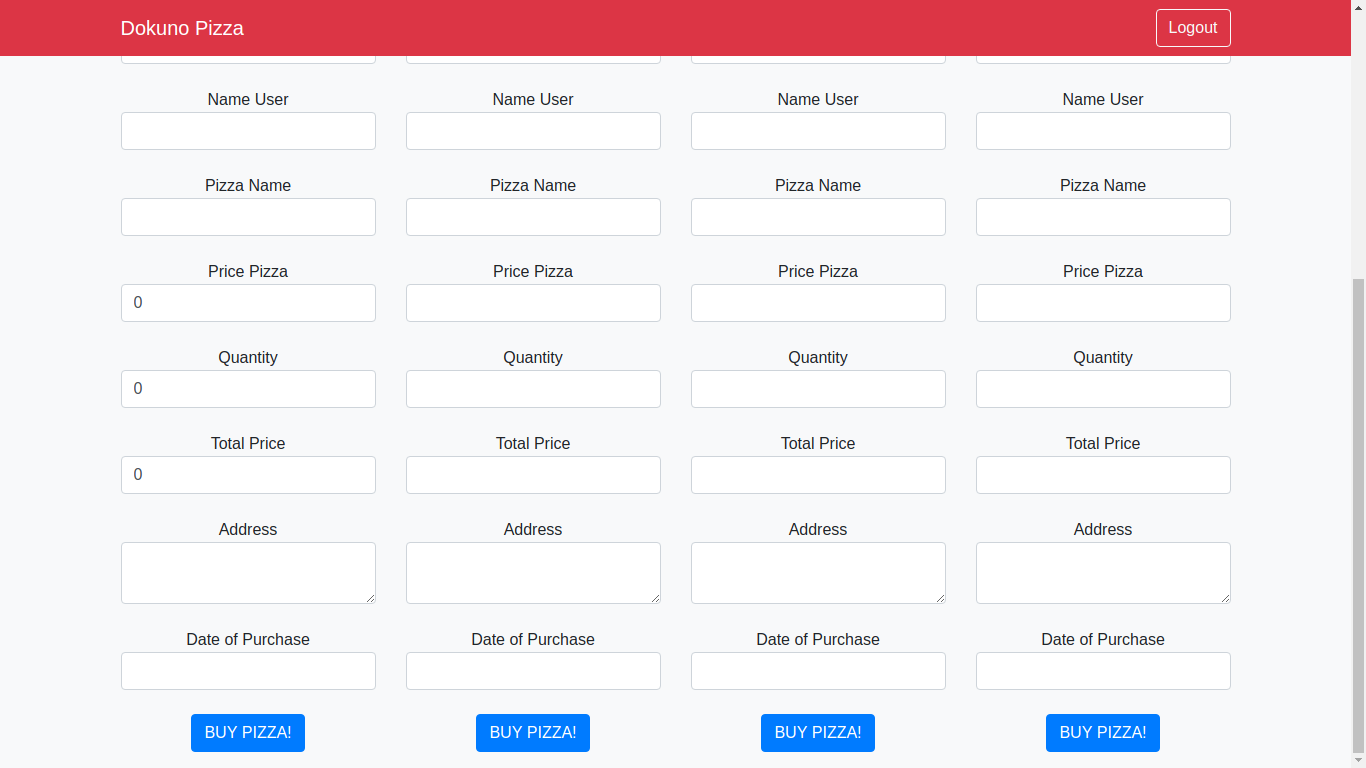 Dokuno Pizza Logout
Name User Name User Name User Name User
Pizza Name Pizza Name Pizza Name Pizza Name
Price Pizza Price Pizza Price Pizza Price Pizza
0
Quantity Quantity Quantity Quantity
0
Total Price Total Price Total Price Total Price
0
Address Address Address Address
Date of Purchase Date of Purchase Date of Purchase Date of Purchase
BUY PIZZA! BUY PIZZA! BUY PIZZA! BUY PIZZA!